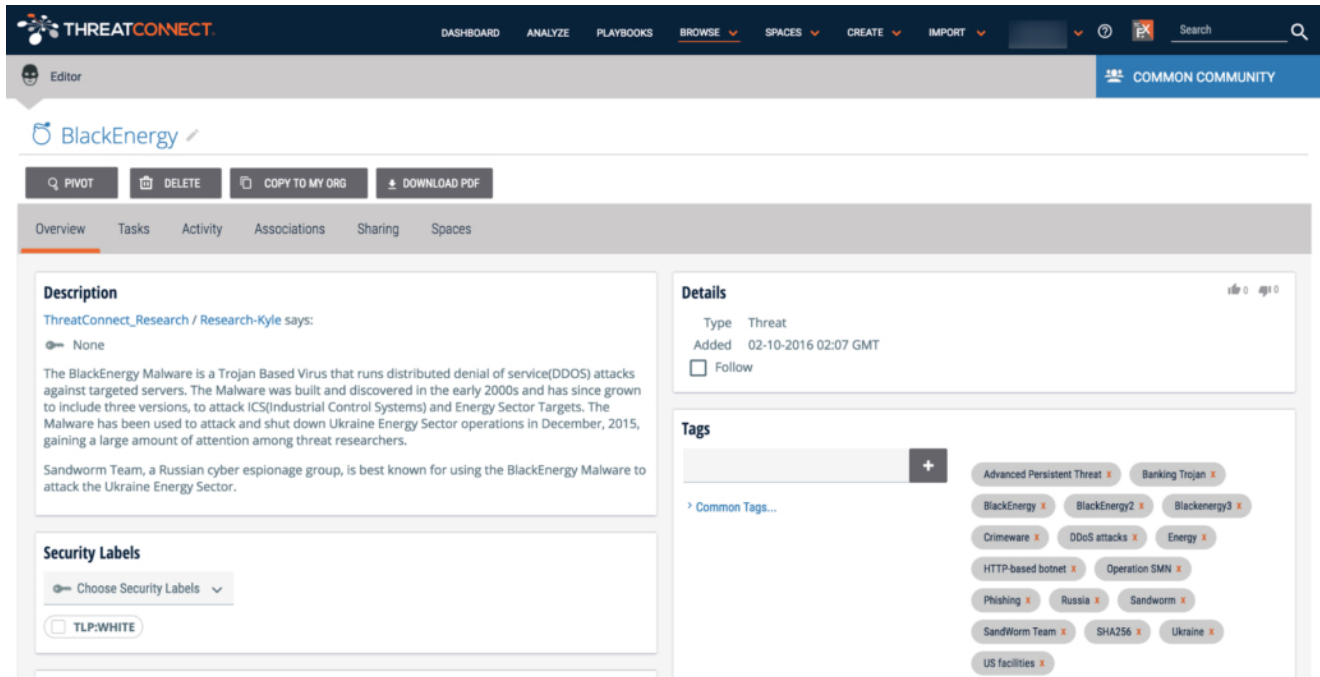 THREATCONNECT.
DASHBOARD ANALYZE PLAYBOOKS BROWSE SPACES CREATE IMPORT Search
Editor
COMMON COMMUNITY
BlackEnergy
PIVOT DELETE COPY TO MY ORG DOWNLOAD PDF
Overview Tasks Activity Associations Sharing Spaces
Description
ThreatConnect_Research / Research-Kyle says:
None
The BlackEnergy Malware is a Trojan Based Virus that runs distributed denial of service(DDOS) attacks
against targeted servers. The Malware was built and discovered in the early 2000s and has since grown
to include three versions, to attack ICS(Industrial Control Systems) and Energy Sector Targets. The
Malware has been used to attack and shut down Ukraine Energy Sector operations in December, 2015,
gaining a large amount of attention among threat researchers.
Sandworm Team, a Russian cyber espionage group, is best known for using the BlackEnergy Malware to
attack the Ukraine Energy Sector.
Security Labels
Choose Security Labels
TLP:WHITE
Details
0 0
Type Threat
Added 02-10-2016 02:07 GMT
Follow
Tags
+
> Common Tags...
Advanced Persistent Threat x Banking Trojan x
BlackEnergy x BlackEnergy2 x Blackenergy3 x
Crimeware x DDoS attacks x Energy x
HTTP-based botnet x Operation SMN x
Phishing x Russia x Sandworm x
SandWorm Team x SHA256 x Ukraine x
US facilities x